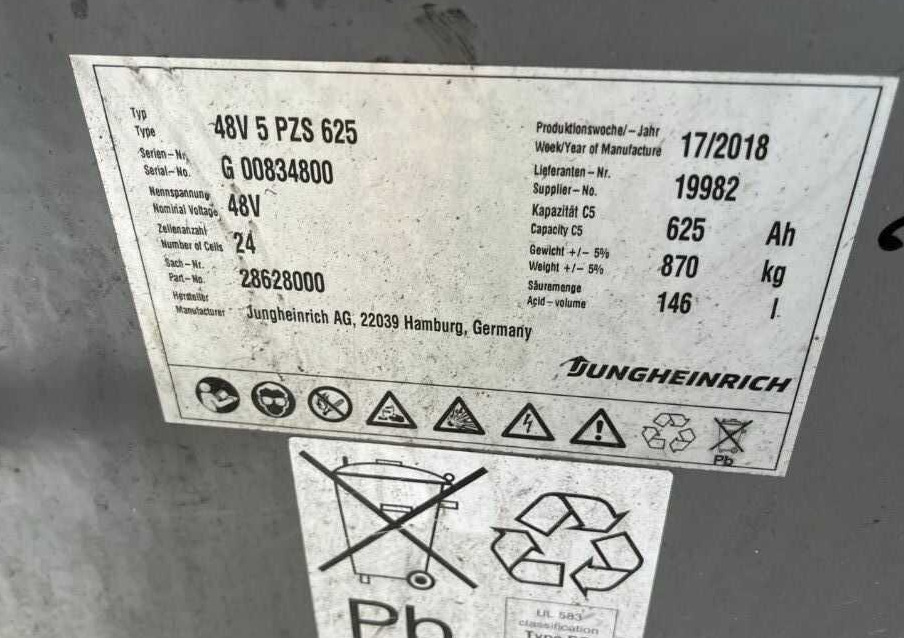 Typ
Type 48V 5 PZS 625
Serien-Nr.
Serial-No. G 00834800
Nennspannung
Nominal Voltage 48V
Zellenanzahl
Number of Cells 24
Sach-Nr.
Part-No. 28628000
Hersteller
Manufacturer Jungheinrich AG, 22039 Hamburg, Germany
Produktionswoche/-Jahr
Week/Year of Manufacture 17/2018
Lieferanten-Nr.
Supplier-No. 19982
Kapazität C5
Capacity C5 625 Ah
Gewicht +/- 5%
Weight +/- 5% 870 kg
Säuremenge
Acid-volume 146 l
JUNGHEINRICH
Pb
Pb
UL 583
classification